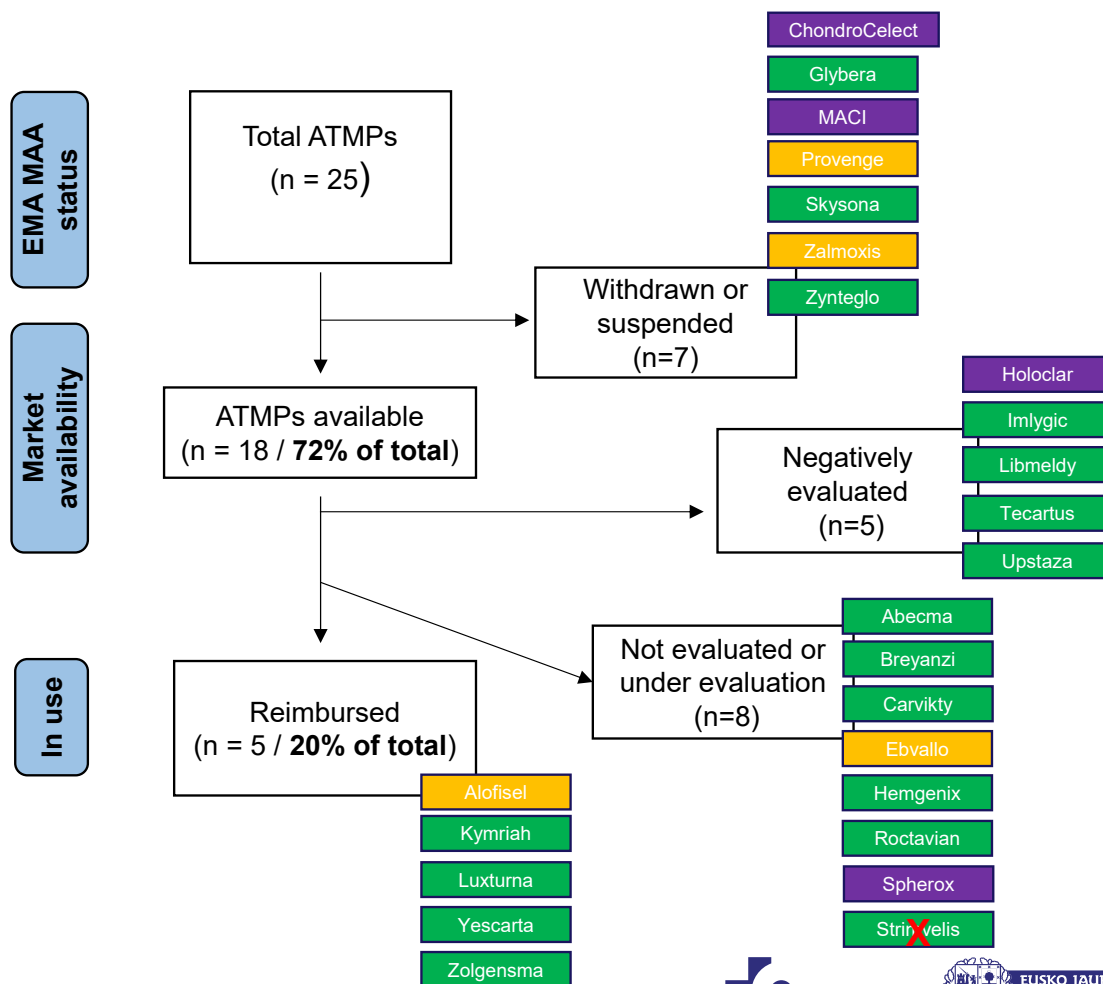 EMA MAA
status
Total ATMPs
(n = 25)
ChondroCelect
Glybera
MACI
Provenge
Skysona
Zalmoxis
Zynteglo
Withdrawn or
suspended
(n=7)
Market
availability
ATMPs available
(n = 18 / 72% of total)
Negatively
evaluated
(n=5)
Holoclar
Imlygic
Libmeldy
Tecartus
Upstaza
In use
Reimbursed
(n = 5 / 20% of total)
Alofisel
Kymriah
Luxturna
Yescarta
Zolgensma
Not evaluated or
under evaluation
(n=8)
Abecma
Breyanzi
Carvikty
Ebvallo
Hemgenix
Roctavian
Spherox
Strimvelis
X
EUSKO